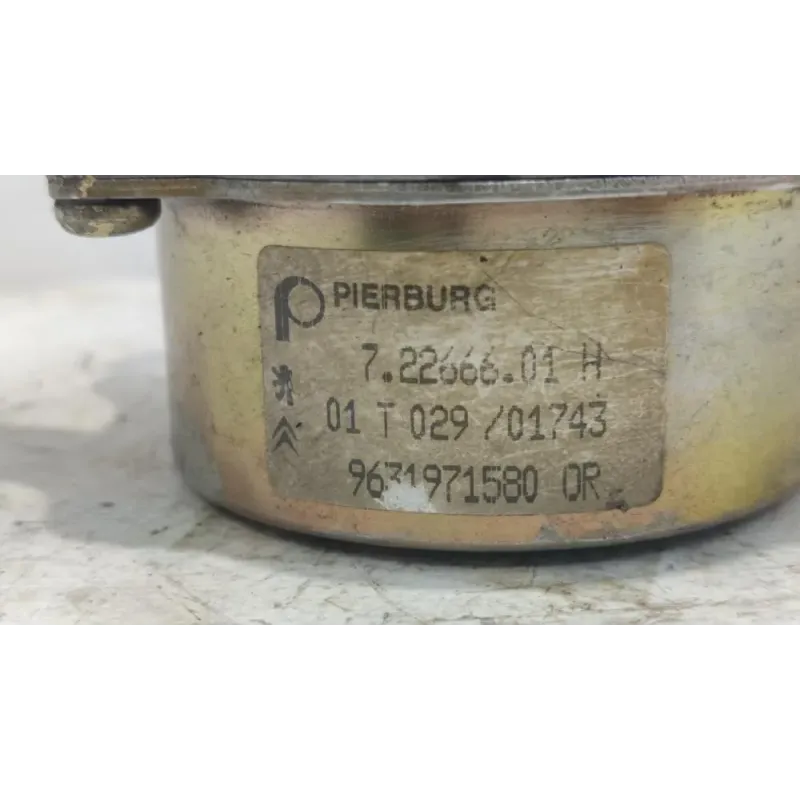 PIERBURG
7.22666.01 H
01 T 029 /01743
9631971580 OR